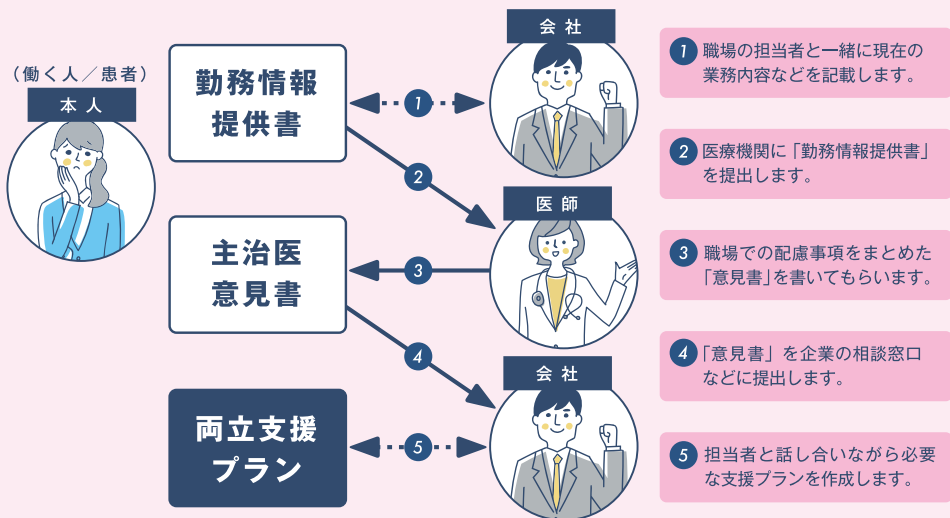 （働く人／患者）
本人
勤務情報
提供書
主治医
意見書
両立支援
プラン
1
2
3
4
5
会社
医師
会社
1 職場の担当者と一緒に現在の
業務内容などを記載します。
2 医療機関に「勤務情報提供書」
を提出します。
3 職場での配慮事項をまとめた
「意見書」を書いてもらいます。
4 「意見書」を企業の相談窓口
などに提出します。
5 担当者と話し合いながら必要
な支援プランを作成します。